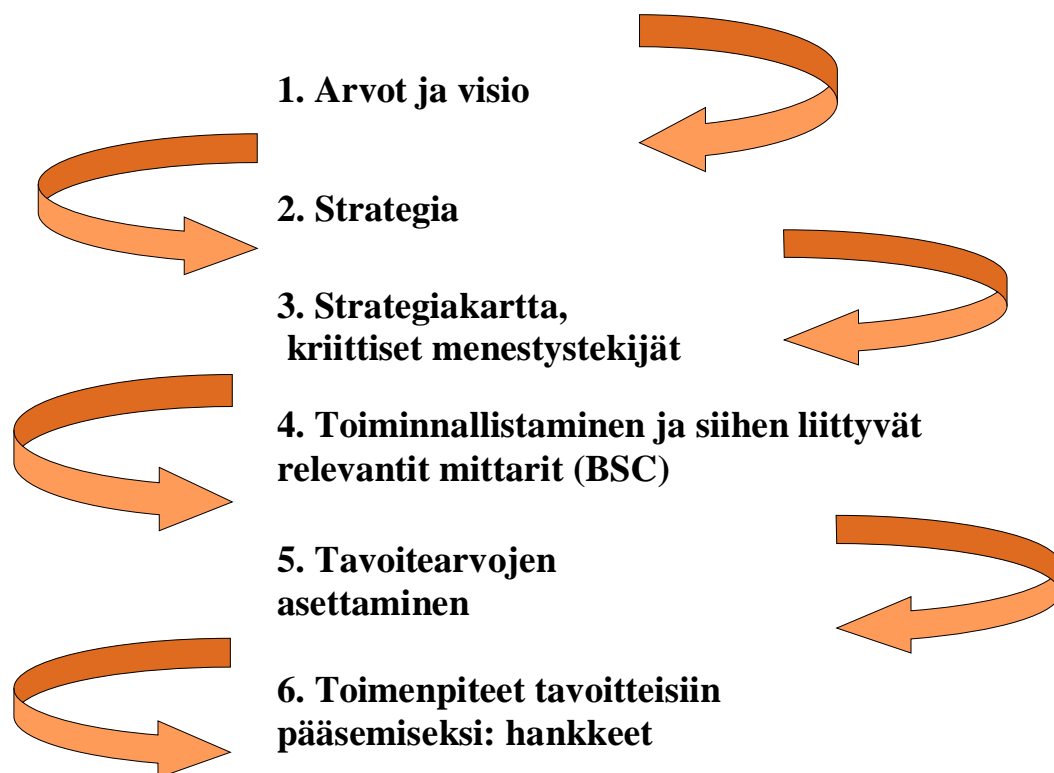 1. Arvot ja visio
2. Strategia
3. Strategiakartta,
kriittiset menestystekijät
4. Toiminnallistaminen ja siihen liittyvät
relevantit mittarit (BSC)
5. Tavoitearvojen
asettaminen
6. Toimenpiteet tavoitteisiin
pääsemiseksi: hankkeet